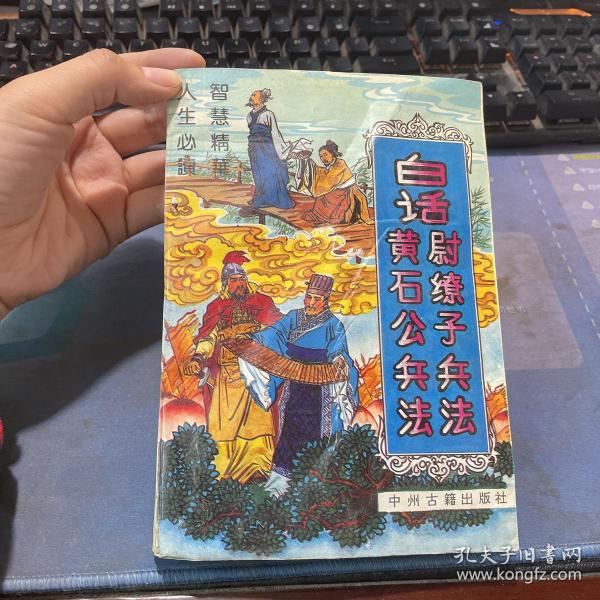 智慧精華
人生必讀
白话
尉缭子兵法
黄石公兵法
中州古籍出版社
孔夫子旧书网
www.kongfz.com